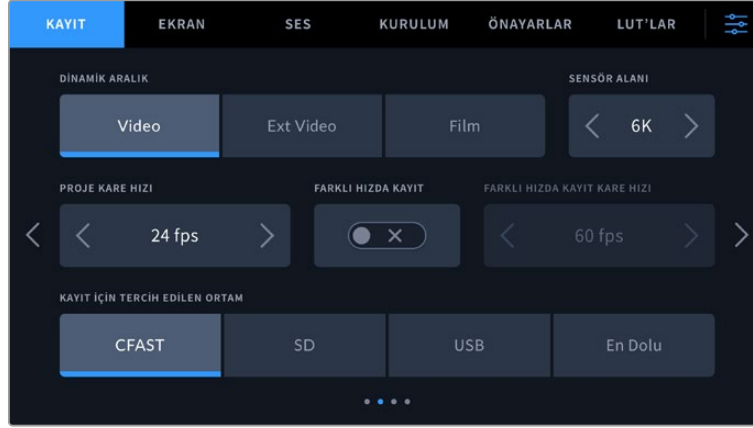 KAYIT EKRAN SES KURULUM ÖNAYARLAR LUT'LAR
DİNAMİK ARALIK SENSÖR ALANI
Video Ext Video Film 6K
PROJE KARE HIZI FARKLI HIZDA KAYIT FARKLI HIZDA KAYIT KARE HIZI
24 fps 60 fps
KAYIT İÇİN TERCİH EDİLEN ORTAM
CFAST SD USB En Dolu